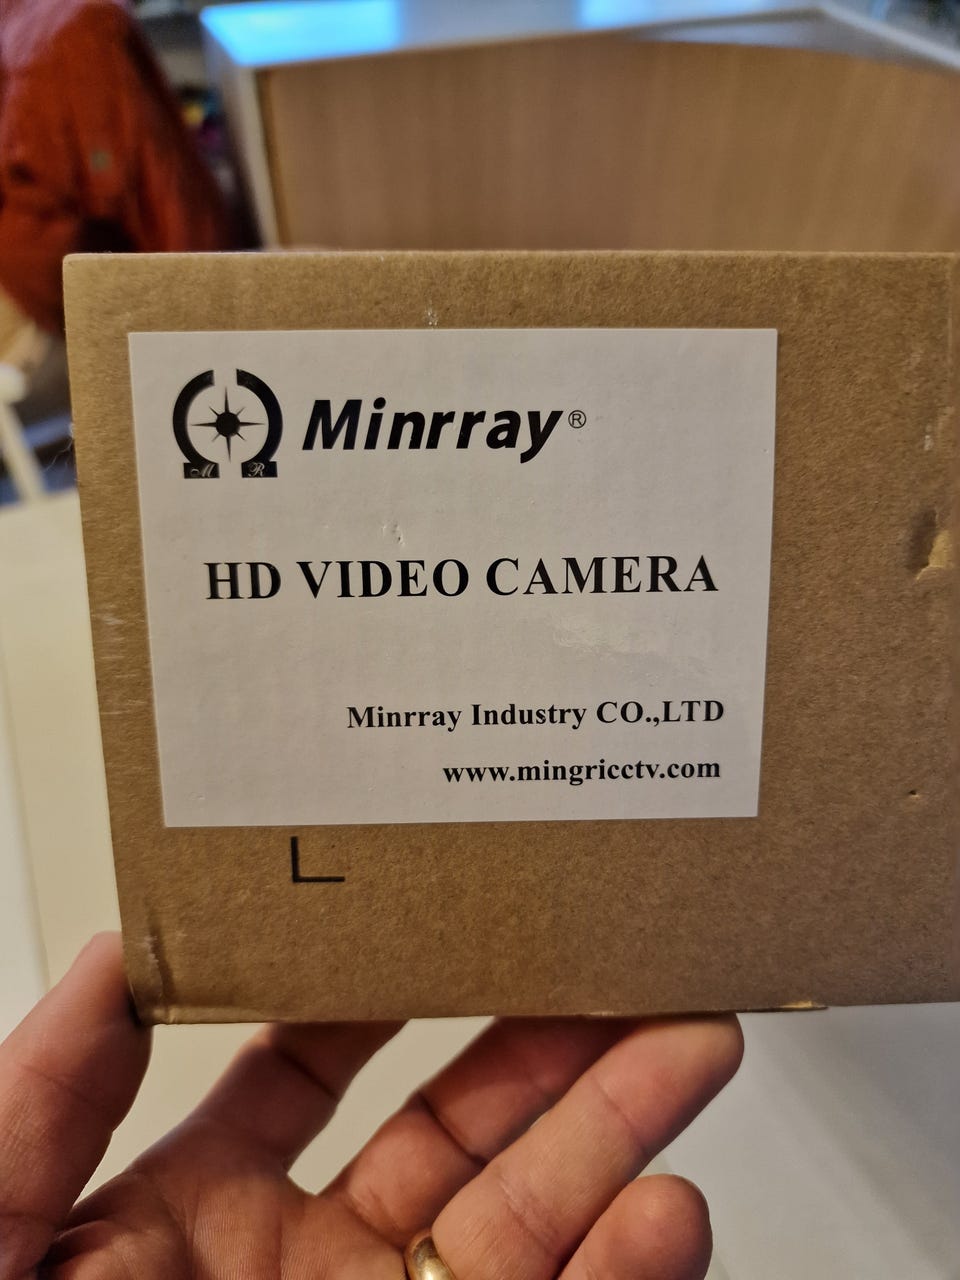 Minrray®
M R
HD VIDEO CAMERA
Minrray Industry CO.,LTD
www.mingricctv.com